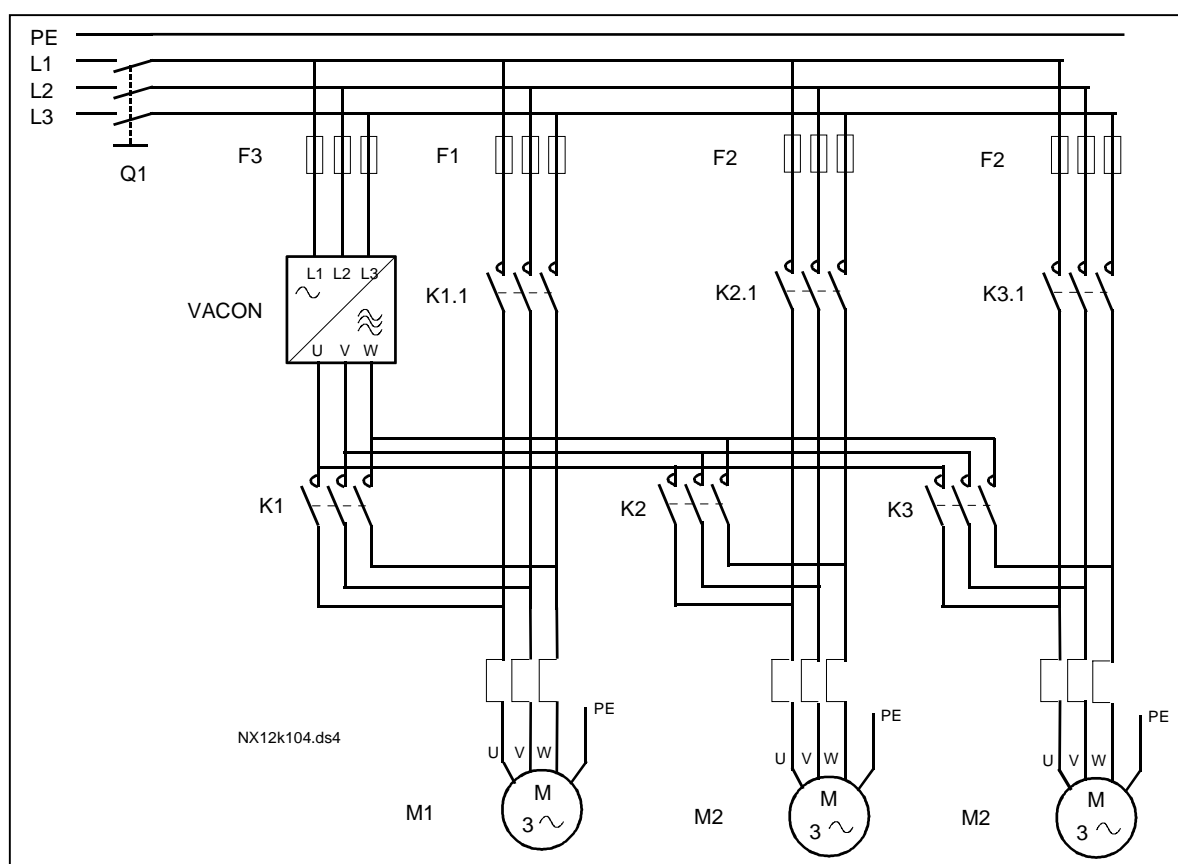 PE
L1
L2
L3
Q1
F3
F1
F2
F2
L1 L2 L3
VACON
U V W
K1.1
K2.1
K3.1
K1
K2
K3
NX12k104.ds4
PE
PE
PE
U V W
U V W
U V W
M1
M
3
M2
M
3
M2
M
3